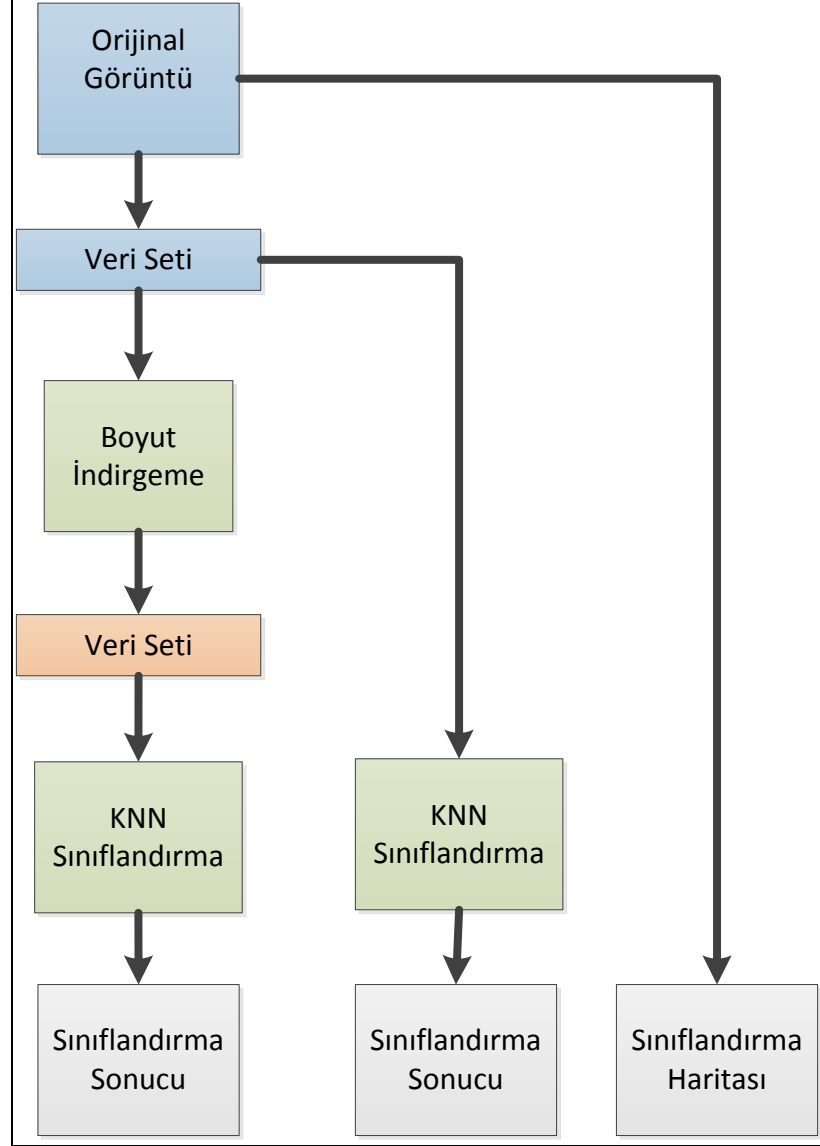 Orijinal
Görüntü
Veri Seti
Boyut
İndirgeme
Veri Seti
KNN
Sınıflandırma
KNN
Sınıflandırma
Sınıflandırma
Sonucu
Sınıflandırma
Sonucu
Sınıflandırma
Haritası